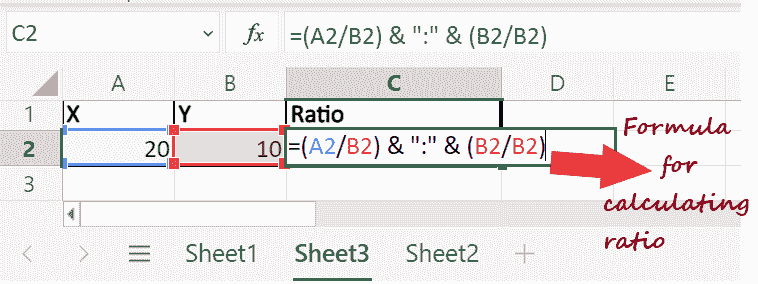 C2 fx =(A2/B2) & ":" & (B2/B2)
A B C D E
1 X Y Ratio
2 20 10 =(A2/B2) & ":" & (B2/B2)
3
Formula
for
calculating
ratio
Sheet1 Sheet3 Sheet2